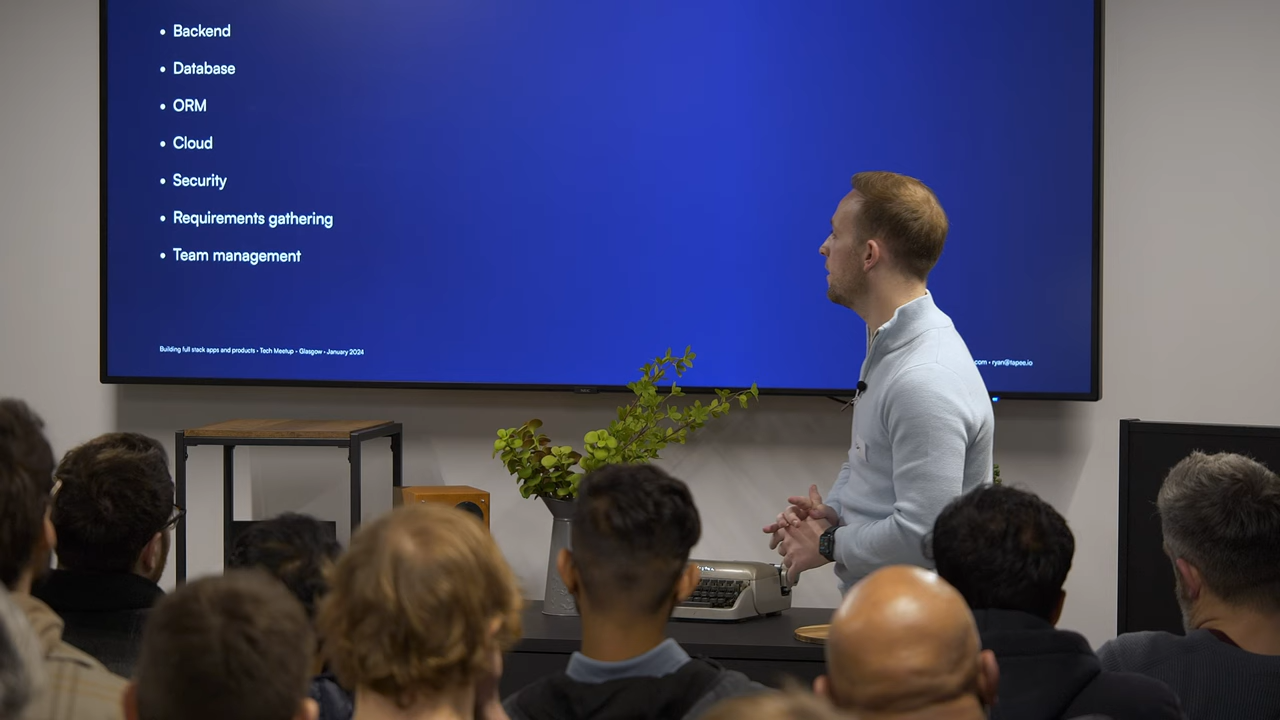 • Backend
• Database
• ORM
• Cloud
• Security
• Requirements gathering
• Team management
Building full stack apps and products • Tech Meetup • Glasgow • January 2024
.com • ryan@tapee.io